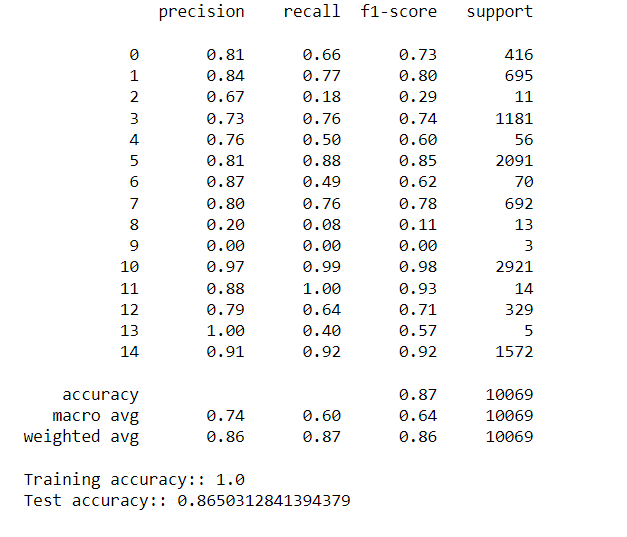 precision recall f1-score support
0 0.81 0.66 0.73 416
1 0.84 0.77 0.80 695
2 0.67 0.18 0.29 11
3 0.73 0.76 0.74 1181
4 0.76 0.50 0.60 56
5 0.81 0.88 0.85 2091
6 0.87 0.49 0.62 70
7 0.80 0.76 0.78 692
8 0.20 0.08 0.11 13
9 0.00 0.00 0.00 3
10 0.97 0.99 0.98 2921
11 0.88 1.00 0.93 14
12 0.79 0.64 0.71 329
13 1.00 0.40 0.57 5
14 0.91 0.92 0.92 1572
accuracy 0.87 10069
macro avg 0.74 0.60 0.64 10069
weighted avg 0.86 0.87 0.86 10069
Training accuracy:: 1.0
Test accuracy:: 0.8650312841394379